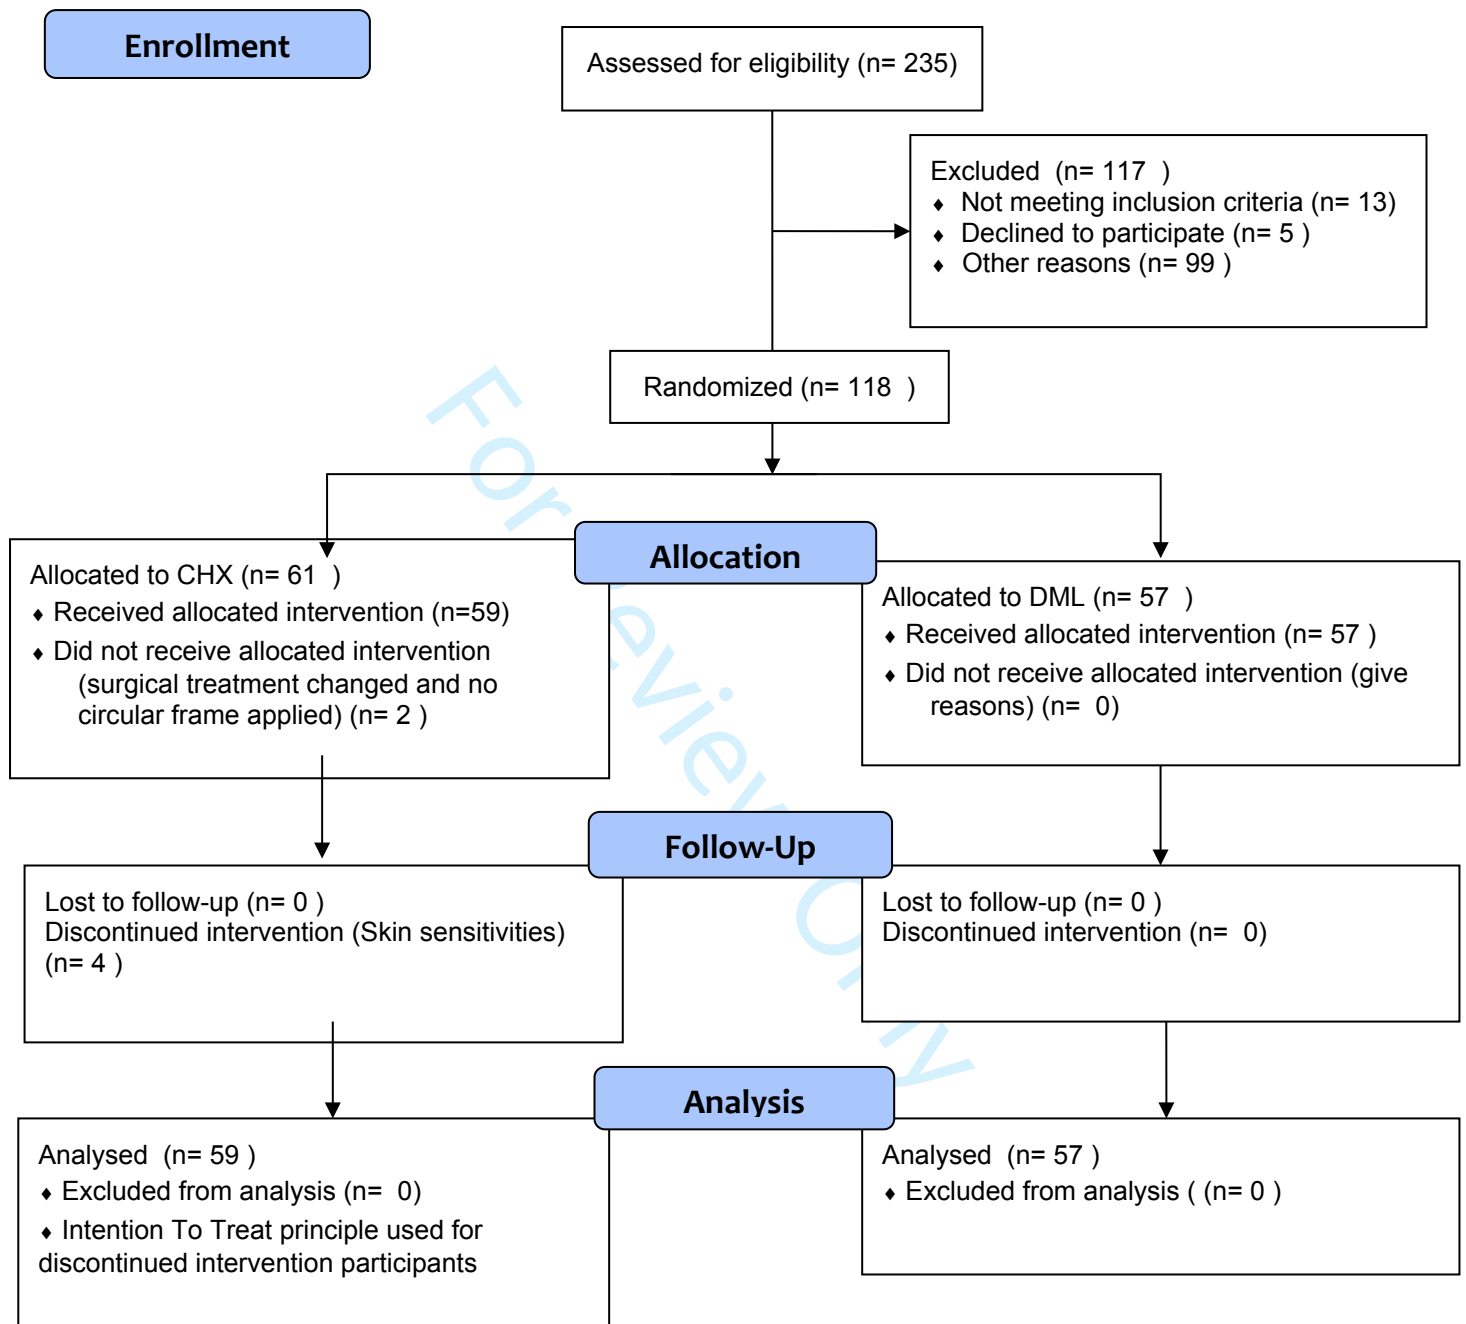 Enrollment
Assessed for eligibility (n= 235)
Excluded  (n= 117  )
♦ Not meeting inclusion criteria (n= 13)
♦ Declined to participate (n= 5 )
♦ Other reasons (n= 99 )
Randomized (n= 118  )
For Review Only
Allocation
Allocated to CHX (n= 61  )
♦ Received allocated intervention (n=59)
♦ Did not receive allocated intervention
(surgical treatment changed and no
circular frame applied) (n= 2 )
Allocated to DML (n= 57  )
♦ Received allocated intervention (n= 57 )
♦ Did not receive allocated intervention (give
reasons) (n=  0)
Follow-Up
Lost to follow-up (n= 0 )
Discontinued intervention (Skin sensitivities)
(n= 4 )
Lost to follow-up (n= 0 )
Discontinued intervention (n=  0)
Analysis
Analysed  (n= 59 )
♦ Excluded from analysis (n=  0)
♦ Intention To Treat principle used for
discontinued intervention participants
Analysed  (n= 57 )
♦ Excluded from analysis ( (n= 0 )